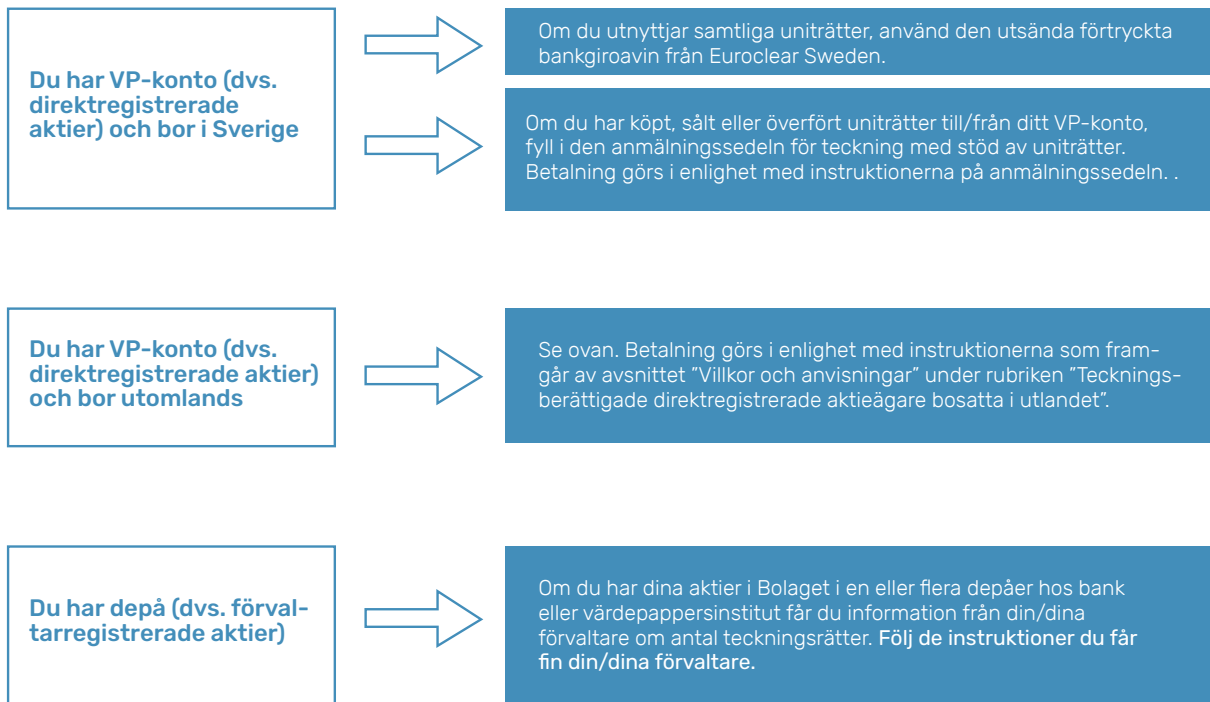 Du har VP-konto (dvs.
direktregistrerade
aktier) och bor i Sverige
Om du utnyttjar samtliga uniträtter, använd den utsända förtryckta
bankgiroavin från Euroclear Sweden.
Om du har köpt, sålt eller överfört uniträtter till/från ditt VP-konto,
fyll i den anmälningssedeln för teckning med stöd av uniträtter.
Betalning görs i enlighet med instruktionerna på anmälningssedeln. .
Du har VP-konto (dvs.
direktregistrerade aktier)
och bor utomlands
Se ovan. Betalning görs i enlighet med instruktionerna som fram-
går av avsnittet ”Villkor och anvisningar” under rubriken ”Tecknings-
berättigade direktregistrerade aktieägare bosatta i utlandet”.
Du har depå (dvs. förval-
tarregistrerade aktier)
Om du har dina aktier i Bolaget i en eller flera depåer hos bank
eller värdepappersinstitut får du information från din/dina
förvaltare om antal teckningsrätter. Följ de instruktioner du får
fin din/dina förvaltare.